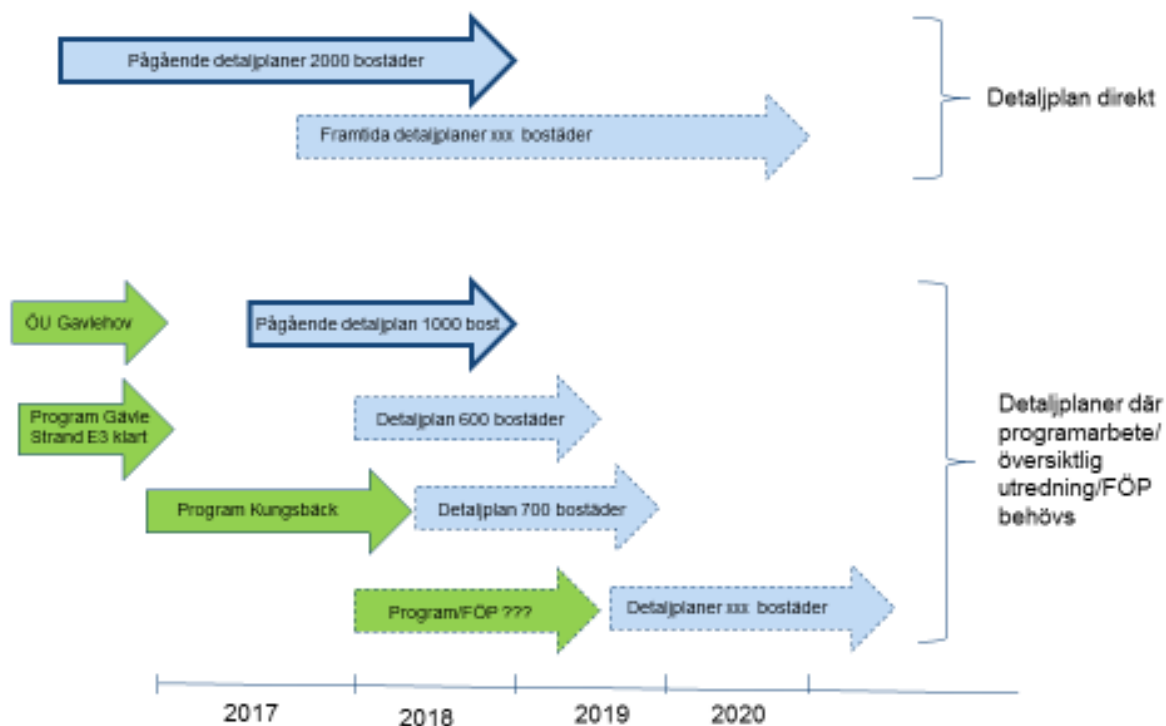 Pågående detaljplaner 2000 bostäder
Detaljplan direkt
Framtida detaljplaner xxx bostäder
ÖU Gavlehov
Pågående detaljplan 1000 bost.
Program Gävle
Strand E3 klart
Detaljplan 600 bostäder
Detaljplaner där
programarbete/
översiktlig
utredning/FÖP
behövs
Program Kungsbäck
Detaljplan 700 bostäder
Program/FÖP ???
Detaljplaner xxx bostäder
2017
2018
2019
2020